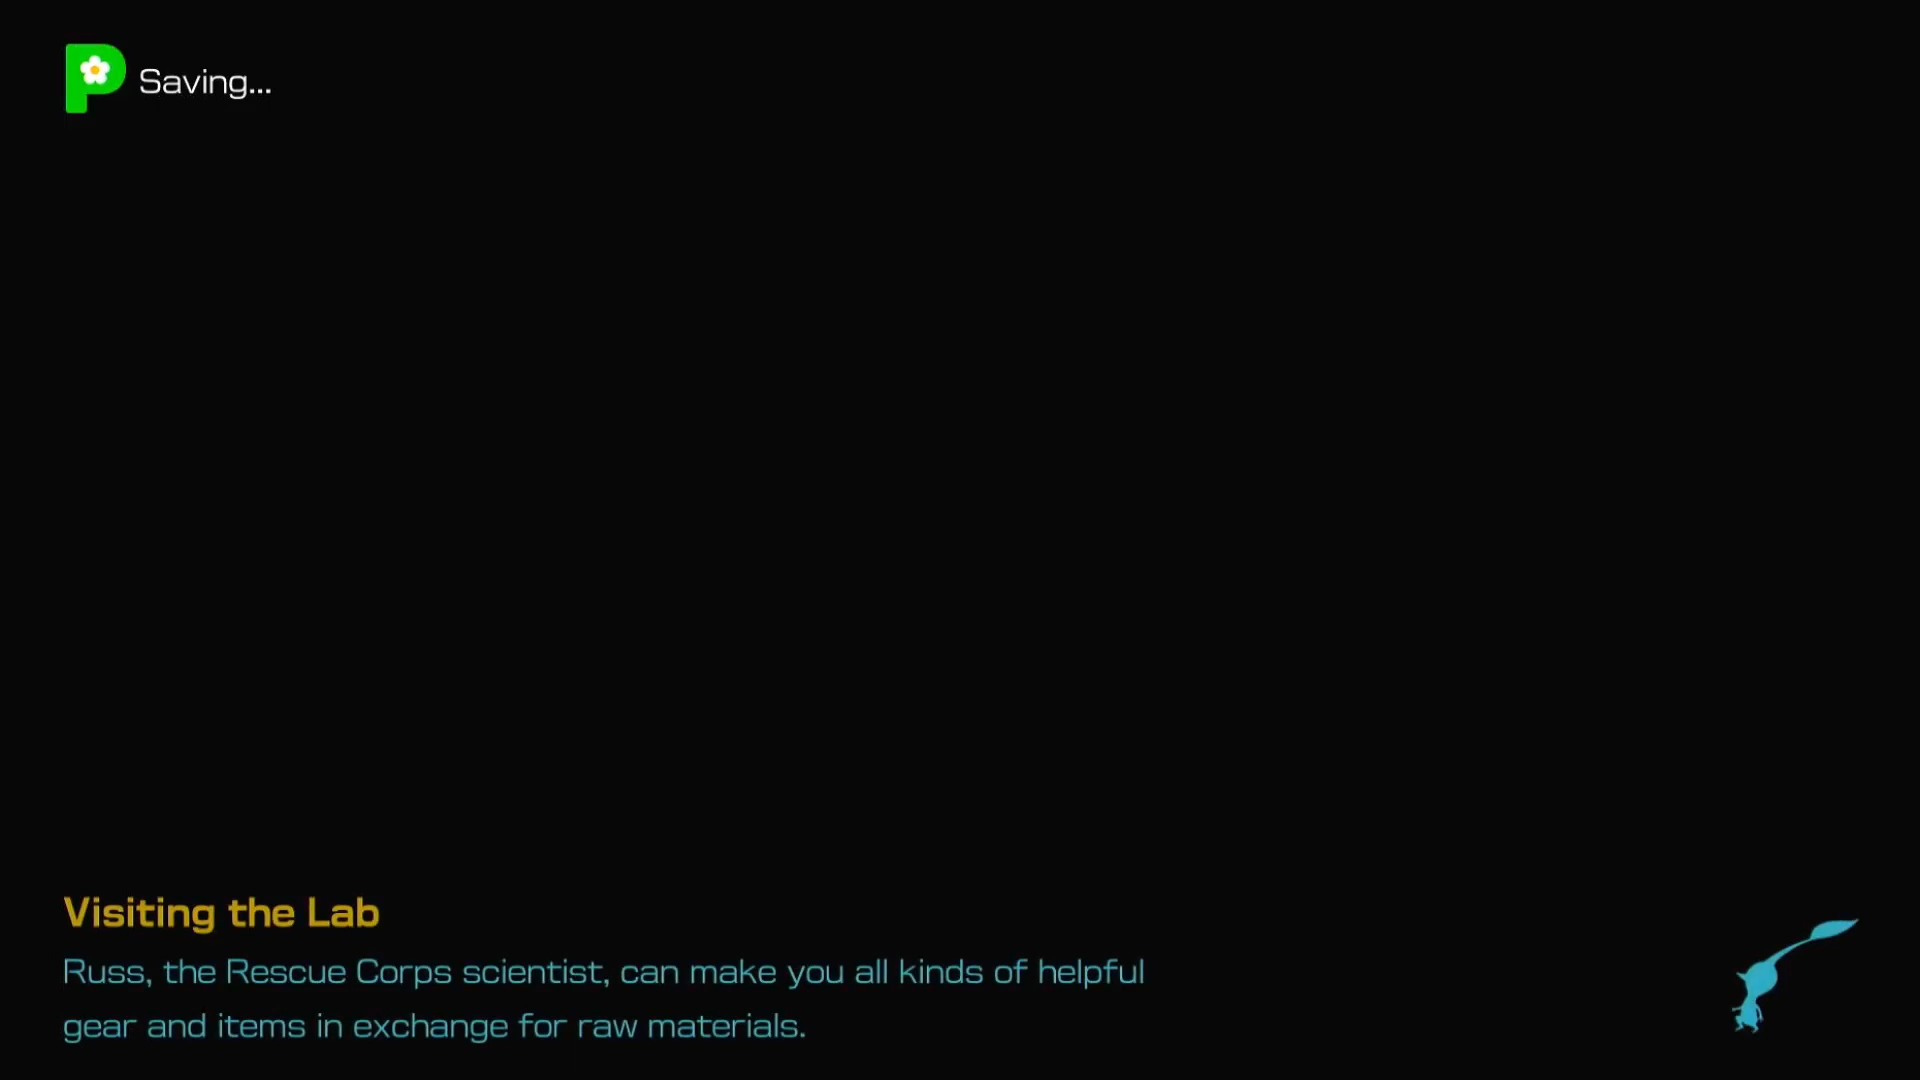 Saving...
Visiting the Lab
Russ, the Rescue Corps scientist, can make you all kinds of helpful
gear and items in exchange for raw materials.